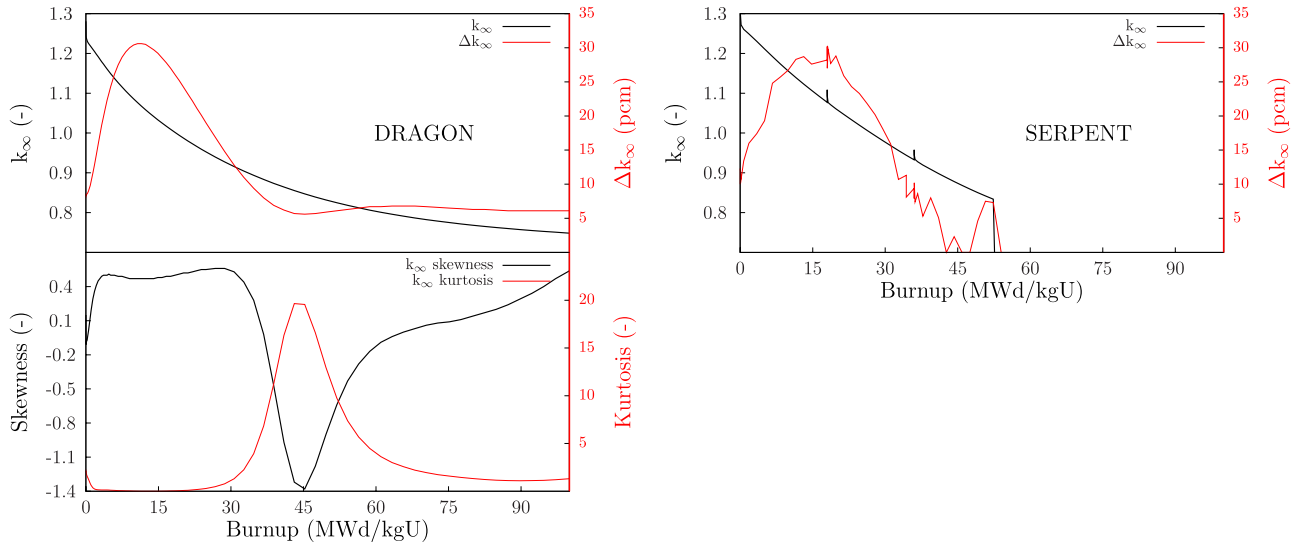 1.3
1.2
1.1
1.0
0.9
0.8
k∞ (-)
k∞
Δk∞
DRAGON
35
30
25
20
15
10
5
Δk∞ (pcm)
0.4
0.1
-0.2
-0.5
-0.8
-1.1
-1.4
Skewness (-)
k∞ skewness
k∞ kurtosis
20
15
10
5
Kurtosis (-)
0 15 30 45 60 75 90
Burnup (MWd/kgU)
1.3
1.2
1.1
1.0
0.9
0.8
k∞ (-)
k∞
Δk∞
SERPENT
35
30
25
20
15
10
5
Δk∞ (pcm)
0 15 30 45 60 75 90
Burnup (MWd/kgU)